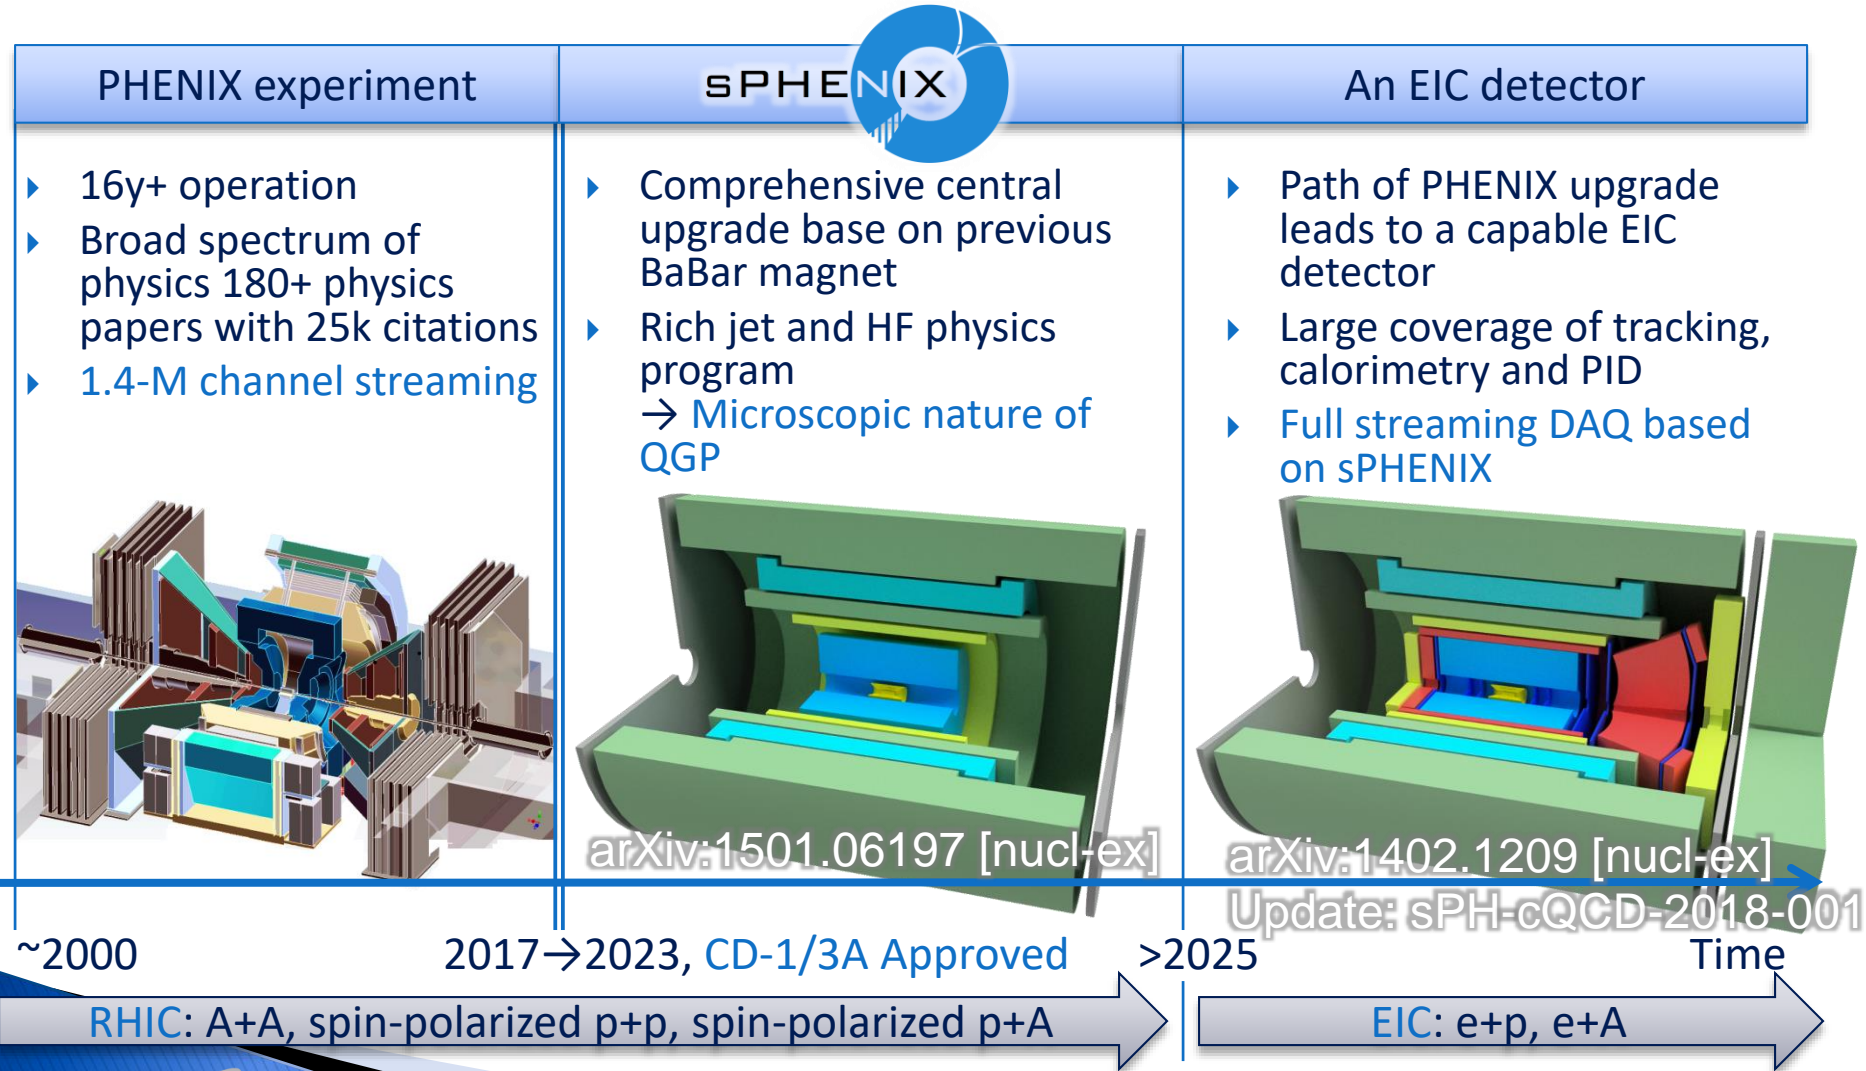 PHENIX experiment
sPHENIX
An EIC detector
16y+ operation
Broad spectrum of
physics 180+ physics
papers with 25k citations
1.4-M channel streaming
Comprehensive central
upgrade base on previous
BaBar magnet
Rich jet and HF physics
program
→ Microscopic nature of
QGP
Path of PHENIX upgrade
leads to a capable EIC
detector
Large coverage of tracking,
calorimetry and PID
Full streaming DAQ based
on sPHENIX
arXiv:1501.06197 [nucl-ex]
arXiv:1402.1209 [nucl-ex]
Update: sPH-cQCD-2018-001
~2000
2017→2023, CD-1/3A Approved
>2025
Time
RHIC: A+A, spin-polarized p+p, spin-polarized p+A
EIC: e+p, e+A